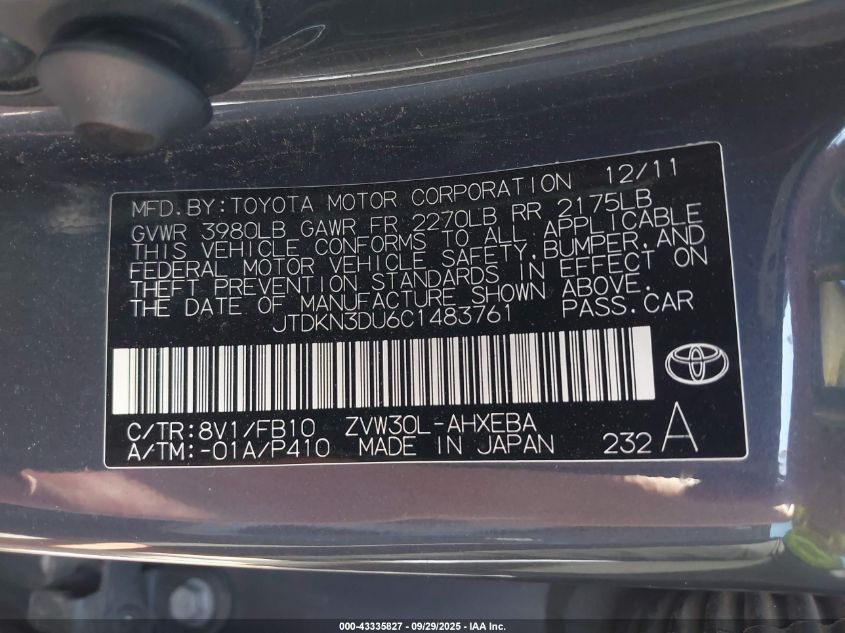 MFD.BY:TOYOTA MOTOR CORPORATION 12/11
GVWR 3980LB GAWR FR 2270LB RR 2175LB
THIS VEHICLE CONFORMS TO ALL APPLICABLE
FEDERAL MOTOR VEHICLE SAFETY,BUMPER,AND
THEFT PREVENTION STANDARDS IN EFFECT ON
THE DATE OF MANUFACTURE SHOWN ABOVE.
JTDKN3DU6C1483761 PASS.CAR
C/TR:8V1/FB10 ZVW30L-AHXEBA
A/TM:-01A/P410 MADE IN JAPAN 232 A
000-43335827 - 09/29/2025 - IAA Inc.